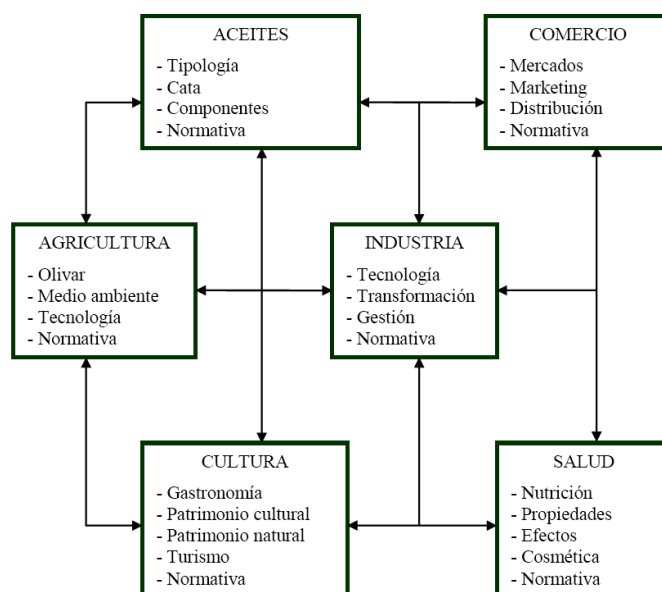 ACEITES
- Tipología
- Cata
- Componentes
- Normativa
COMERCIO
- Mercados
- Marketing
- Distribución
- Normativa
AGRICULTURA
- Olivar
- Medio ambiente
- Tecnología
- Normativa
INDUSTRIA
- Tecnología
- Transformación
- Gestión
- Normativa
CULTURA
- Gastronomía
- Patrimonio cultural
- Patrimonio natural
- Turismo
- Normativa
SALUD
- Nutrición
- Propiedades
- Efectos
- Cosmética
- Normativa